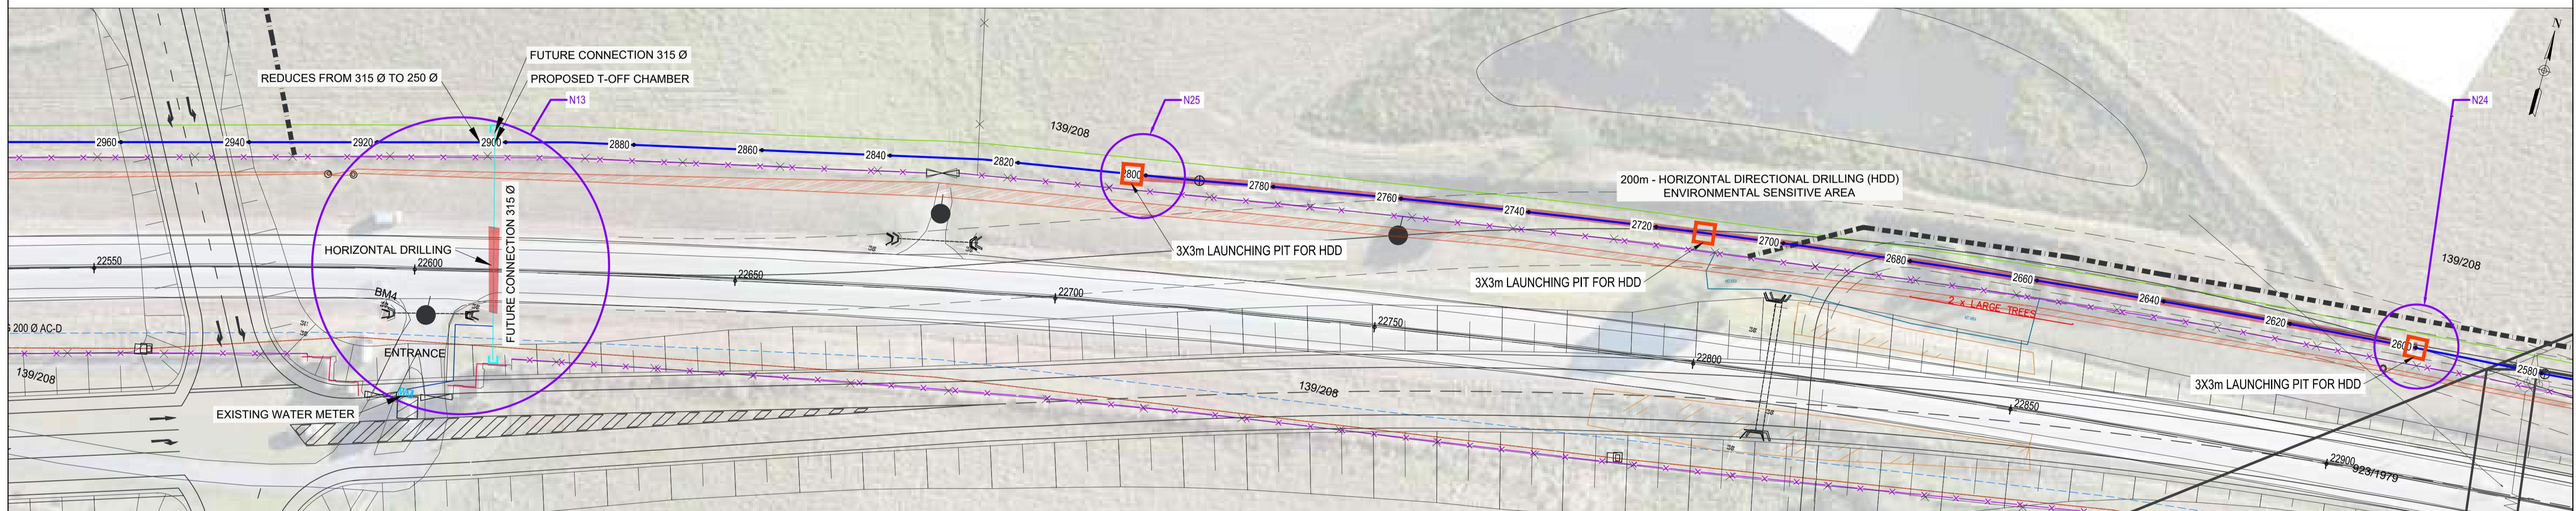 N
FUTURE CONNECTION 315 Ø
REDUCES FROM 315 Ø TO 250 Ø
PROPOSED T-OFF CHAMBER
N13
N25
N24
139/208
2960
2940
2920
2900
2880
2860
2840
2820
2800
2780
2760
2740
2720
2700
2680
2660
2640
2620
2600
2580
200m - HORIZONTAL DIRECTIONAL DRILLING (HDD)
ENVIRONMENTAL SENSITIVE AREA
FUTURE CONNECTION 315 Ø
HORIZONTAL DRILLING
3X3m LAUNCHING PIT FOR HDD
3X3m LAUNCHING PIT FOR HDD
3X3m LAUNCHING PIT FOR HDD
139/208
2 x LARGE TREES
22550
22600
22650
22700
22750
22800
22850
22900
BM4
200 Ø AC-D
ENTRANCE
139/208
139/208
EXISTING WATER METER
923/1979